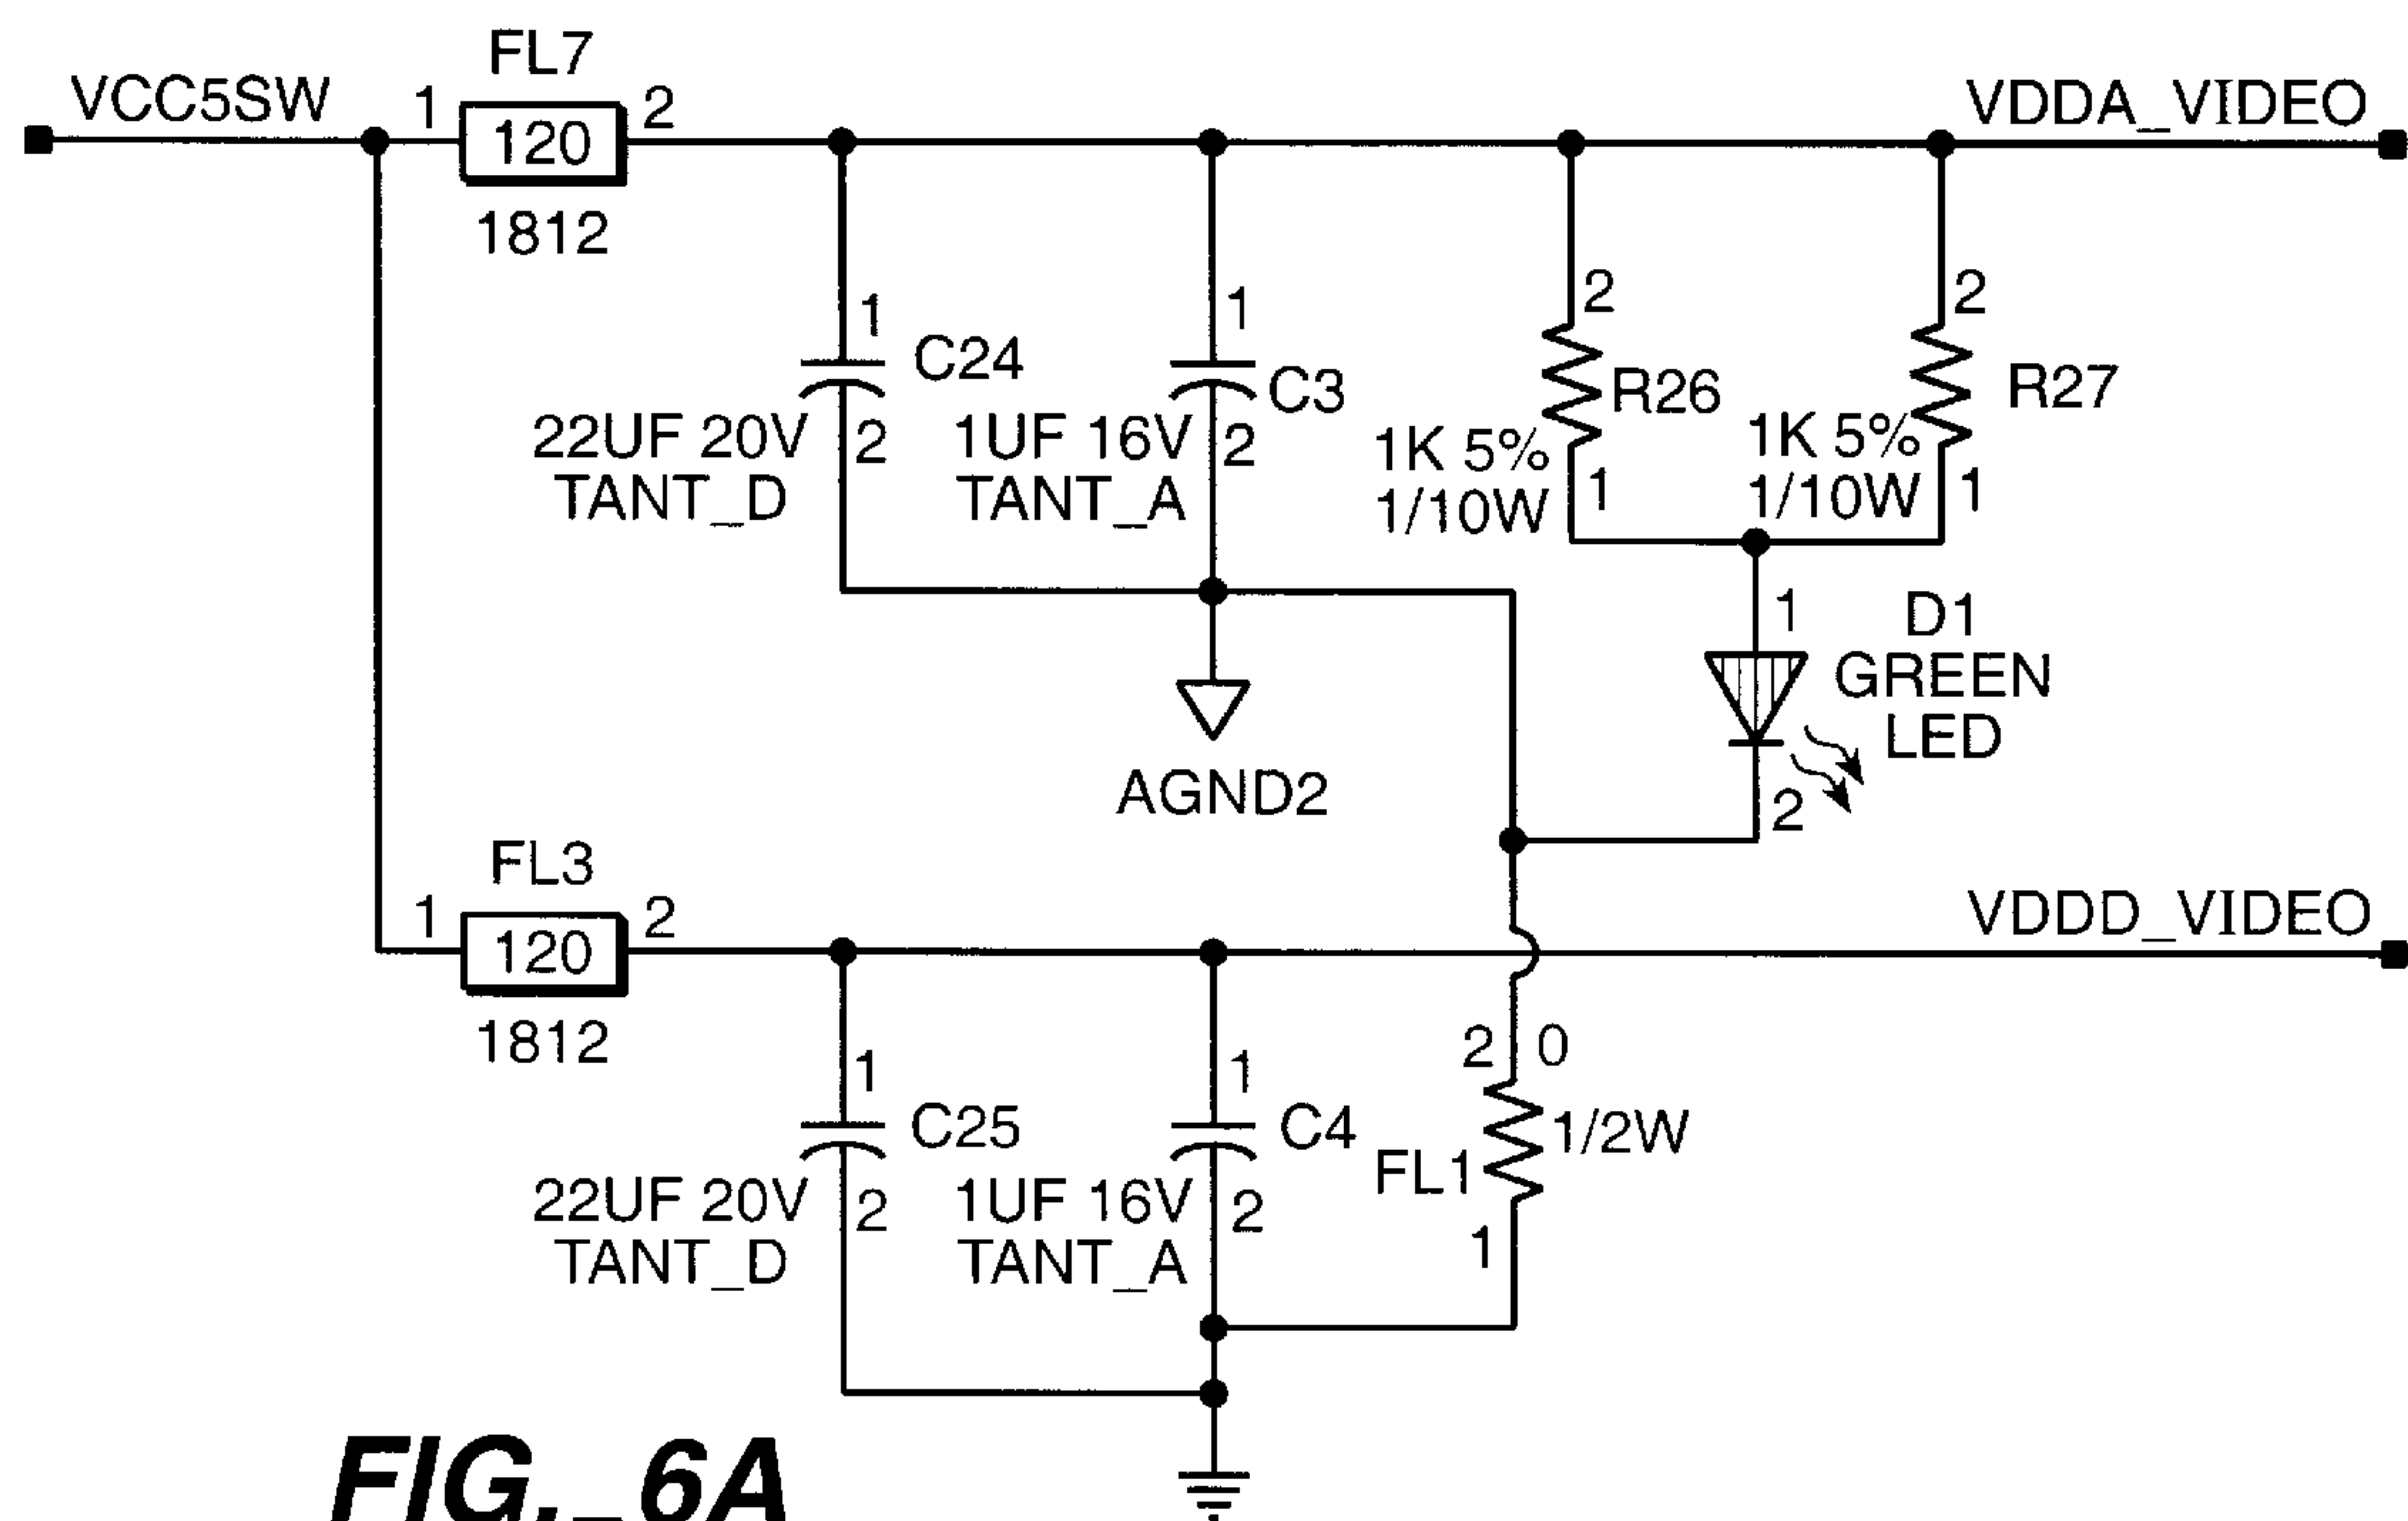 FL7
VCC5SW
1
120
2
1812
VDDA_VIDEO
1
C24
22UF 20V
2
TANT_D
1
C3
1UF 16V
2
TANT_A
2
R26
1K 5%
1/10W
1
2
R27
1K 5%
1/10W
1
1
D1
GREEN
LED
2
AGND2
FL3
1
120
2
1812
VDDD_VIDEO
1
C25
22UF 20V
2
TANT_D
1
C4
1UF 16V
2
TANT_A
2
0
1/2W
FL1
1
FIG._6A